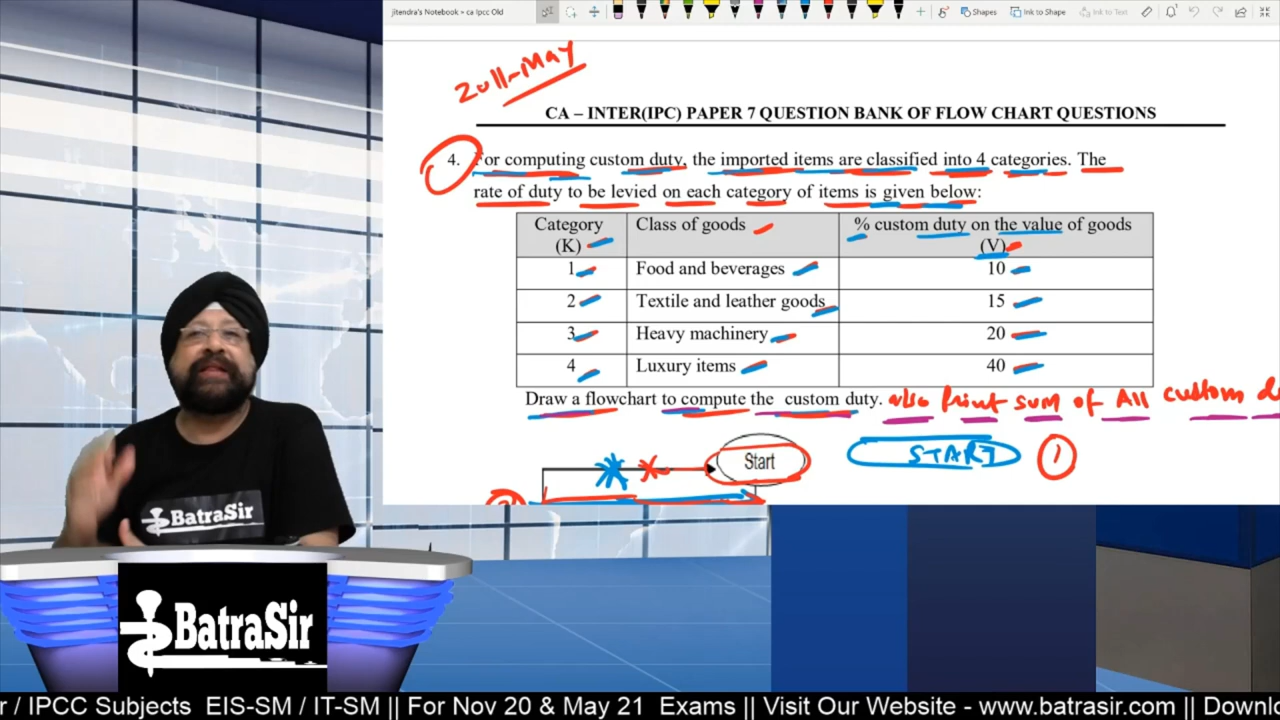 jitendra's Notebook » ca Ipcc Old
Shapes
Ink to Shape
Ink to Text
2011-May
CA – INTER(IPC) PAPER 7 QUESTION BANK OF FLOW CHART QUESTIONS
4. For computing custom duty, the imported items are classified into 4 categories. The
rate of duty to be levied on each category of items is given below:
Category (K) Class of goods % custom duty on the value of goods (V)
1 Food and beverages 10
2 Textile and leather goods 15
3 Heavy machinery 20
4 Luxury items 40
Draw a flowchart to compute the custom duty. also Print sum of All custom d
Start START 1
BatraSir
BatraSir
r / IPCC Subjects EIS-SM / IT-SM || For Nov 20 & May 21 Exams || Visit Our Website - www.batrasir.com || Downlo